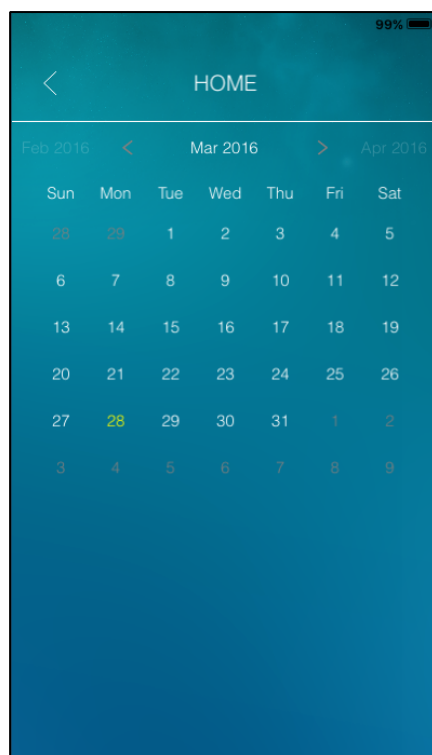 99%
HOME
Feb 2016 < Mar 2016 > Apr 2016
Sun Mon Tue Wed Thu Fri Sat
28 29 1 2 3 4 5
6 7 8 9 10 11 12
13 14 15 16 17 18 19
20 21 22 23 24 25 26
27 28 29 30 31 1 2
3 4 5 6 7 8 9